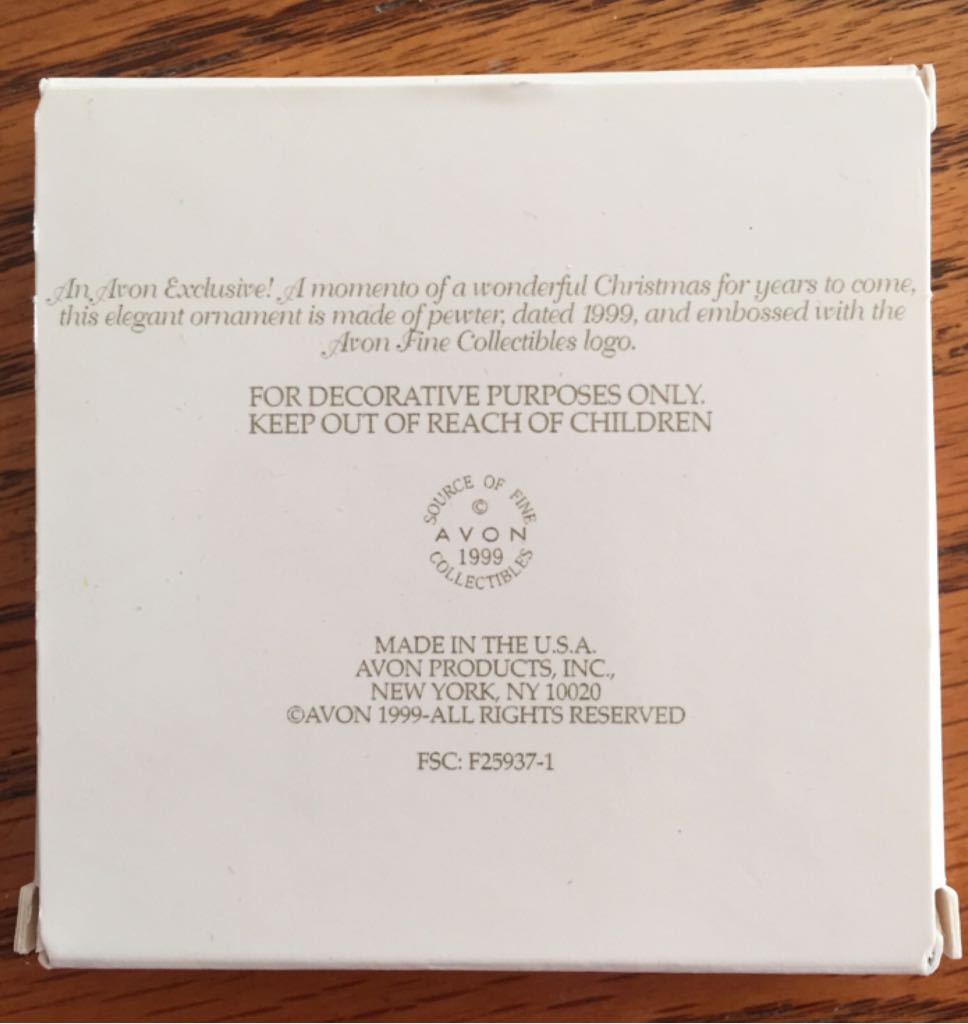 An Avon Exclusive! A momento of a wonderful Christmas for years to come,
this elegant ornament is made of pewter, dated 1999, and embossed with the
Avon Fine Collectibles logo.
FOR DECORATIVE PURPOSES ONLY.
KEEP OUT OF REACH OF CHILDREN
SOURCE OF FINE
©
AVON
1999
COLLECTIBLES
MADE IN THE U.S.A.
AVON PRODUCTS, INC.,
NEW YORK, NY 10020
©AVON 1999-ALL RIGHTS RESERVED
FSC: F25937-1